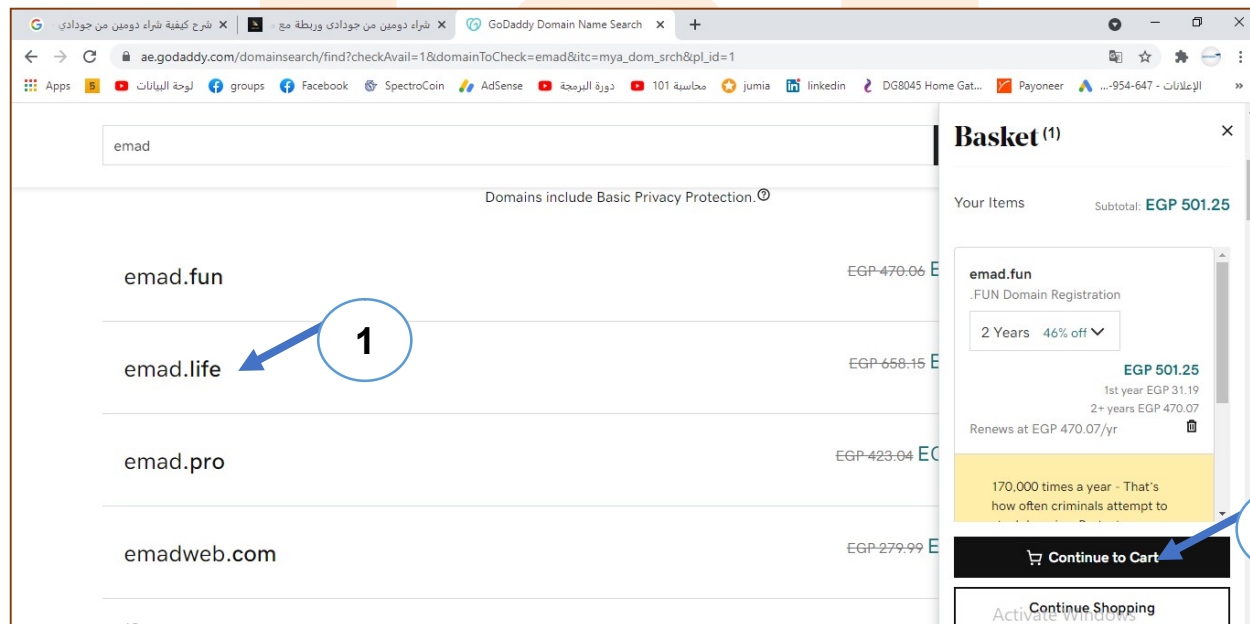 شرح كيفية شراء دومين من جودادي
شراء دومين من جودادى وربطة مع
GoDaddy Domain Name Search
ae.godaddy.com/domainsearch/find?checkAvail=1&domainToCheck=emad&itc=mya_dom_srch&pl_id=1
Apps
5
لوحة البيانات
groups
Facebook
SpectroCoin
AdSense
دورة البرمجة
محاسبة 101
jumia
linkedin
DG8045 Home Gat...
Payoneer
الإعلانات - 647-954-...
emad
Domains include Basic Privacy Protection.
emad.fun
EGP 470.06 E
1
emad.life
EGP 658.15 E
emad.pro
EGP 423.04 EG
emadweb.com
EGP 279.99 E
Basket (1)
Your Items
Subtotal: EGP 501.25
emad.fun
.FUN Domain Registration
2 Years 46% off
EGP 501.25
1st year EGP 31.19
2+ years EGP 470.07
Renews at EGP 470.07/yr
170,000 times a year - That's
how often criminals attempt to
Continue to Cart
Continue Shopping
Activate Windows